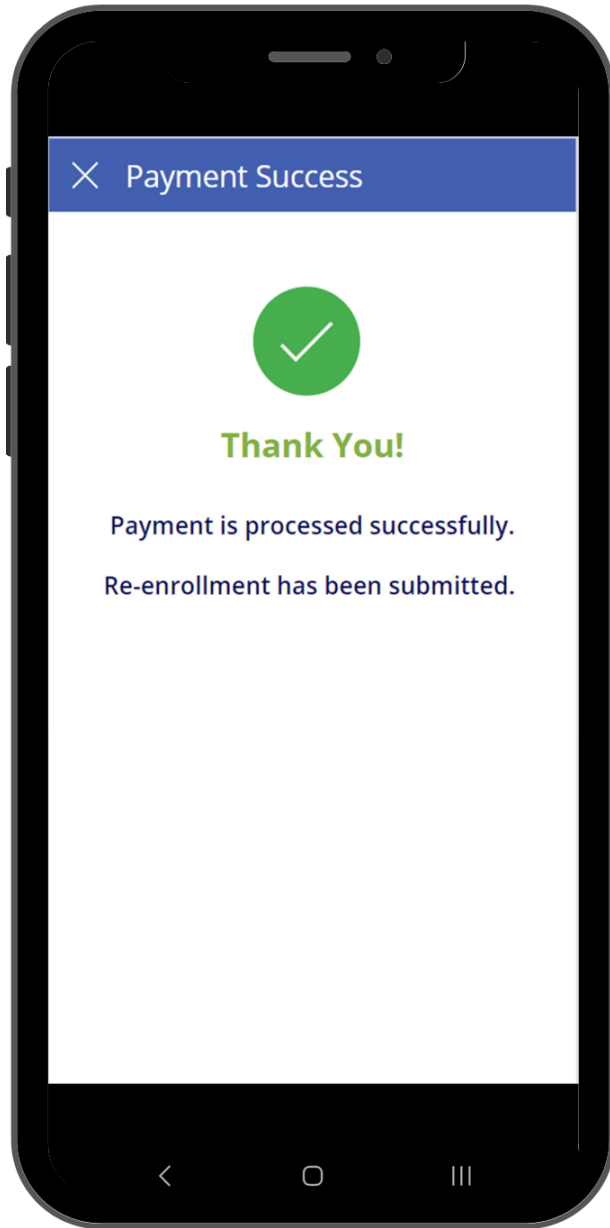 Payment Success
Thank You!
Payment is processed successfully.
Re-enrollment has been submitted.